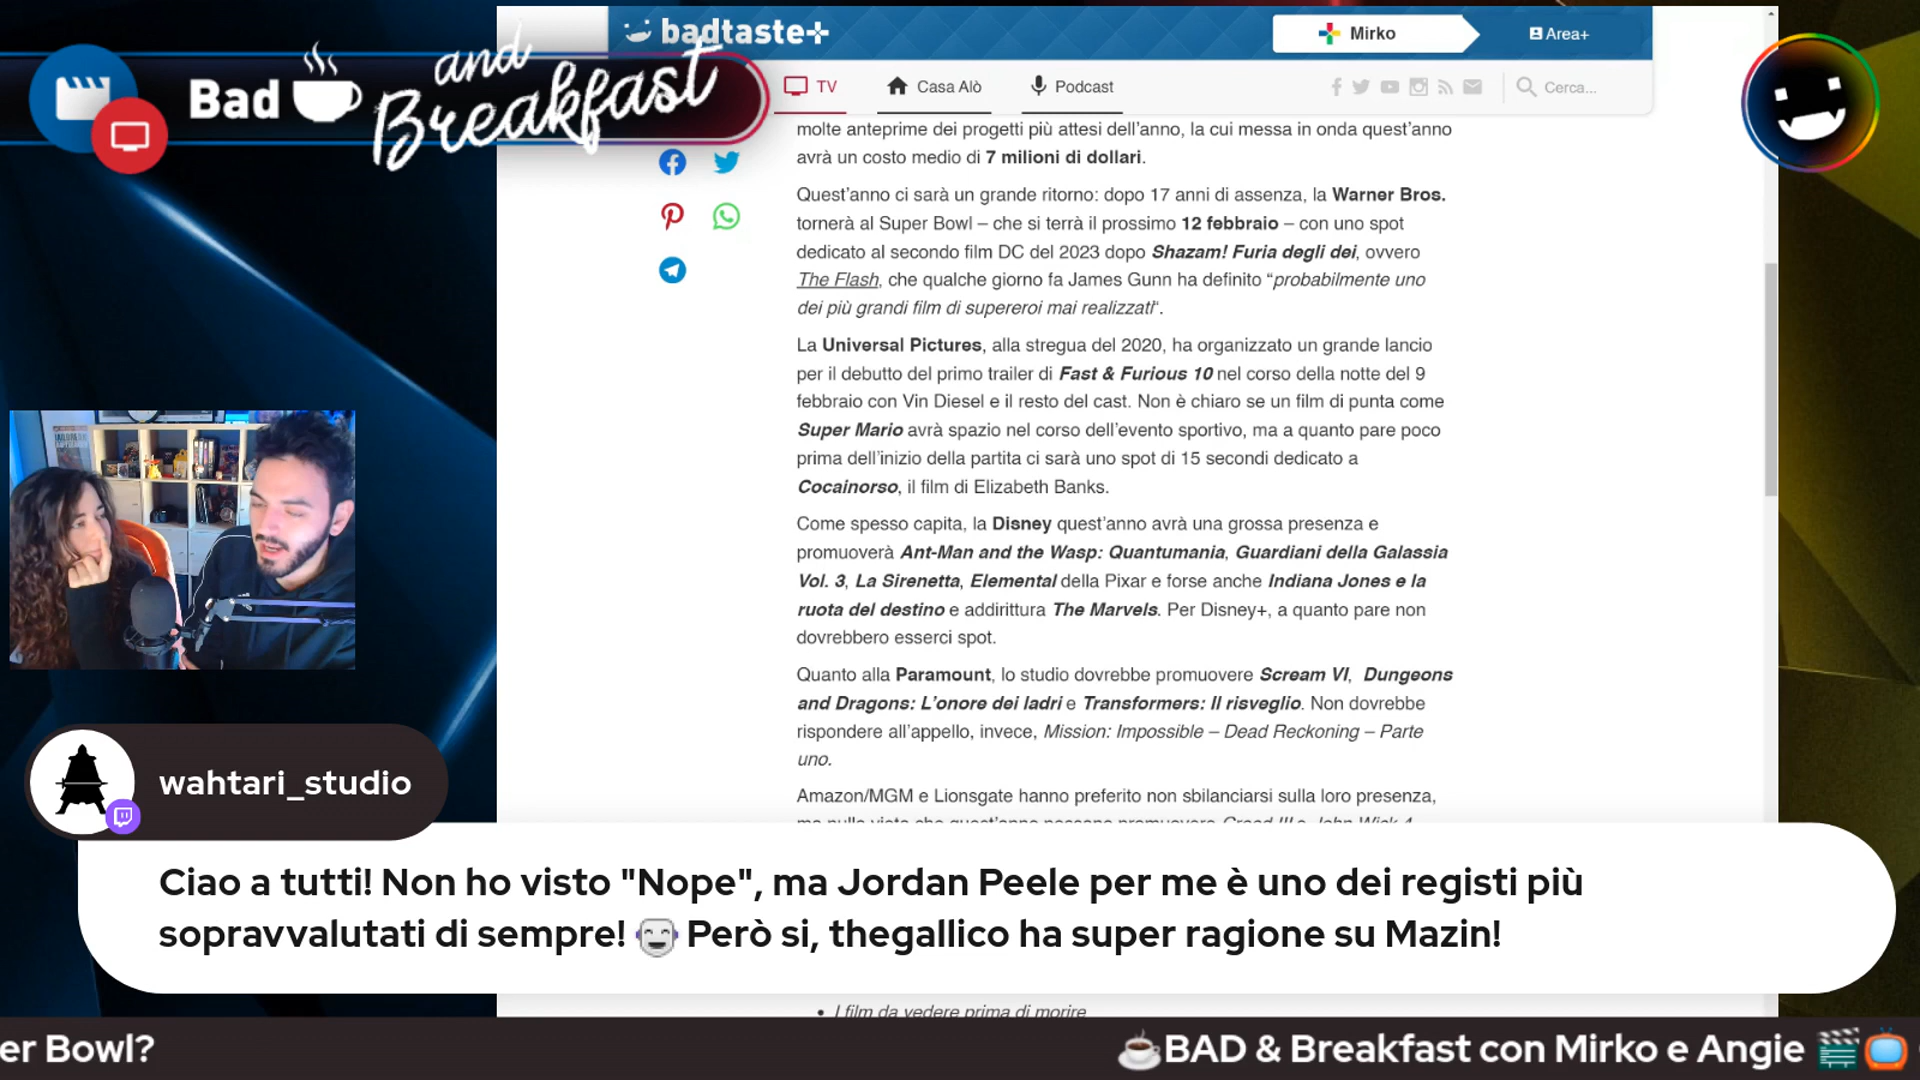 badtaste+
Mirko
Area+
Bad and Breakfast
TV
Casa Alò
Podcast
Cerca...
molte anteprime dei progetti più attesi dell'anno, la cui messa in onda quest'anno
avrà un costo medio di 7 milioni di dollari.
Quest'anno ci sarà un grande ritorno: dopo 17 anni di assenza, la Warner Bros.
tornerà al Super Bowl – che si terrà il prossimo 12 febbraio – con uno spot
dedicato al secondo film DC del 2023 dopo Shazam! Furia degli dei, ovvero
The Flash, che qualche giorno fa James Gunn ha definito “probabilmente uno
dei più grandi film di supereroi mai realizzati“.
La Universal Pictures, alla stregua del 2020, ha organizzato un grande lancio
per il debutto del primo trailer di Fast & Furious 10 nel corso della notte del 9
febbraio con Vin Diesel e il resto del cast. Non è chiaro se un film di punta come
Super Mario avrà spazio nel corso dell'evento sportivo, ma a quanto pare poco
prima dell'inizio della partita ci sarà uno spot di 15 secondi dedicato a
Cocainorso, il film di Elizabeth Banks.
Come spesso capita, la Disney quest'anno avrà una grossa presenza e
promuoverà Ant-Man and the Wasp: Quantumania, Guardiani della Galassia
Vol. 3, La Sirenetta, Elemental della Pixar e forse anche Indiana Jones e la
ruota del destino e addirittura The Marvels. Per Disney+, a quanto pare non
dovrebbero esserci spot.
Quanto alla Paramount, lo studio dovrebbe promuovere Scream VI, Dungeons
and Dragons: L'onore dei ladri e Transformers: Il risveglio. Non dovrebbe
rispondere all'appello, invece, Mission: Impossible – Dead Reckoning – Parte
uno.
Amazon/MGM e Lionsgate hanno preferito non sbilanciarsi sulla loro presenza,
ma nulla vieta che quest'anno possano promuovere Creed III e John Wick 4
wahtari_studio
Ciao a tutti! Non ho visto "Nope", ma Jordan Peele per me è uno dei registi più
sopravvalutati di sempre! Però si, thegallico ha super ragione su Mazin!
• I film da vedere prima di morire
er Bowl?
BAD & Breakfast con Mirko e Angie